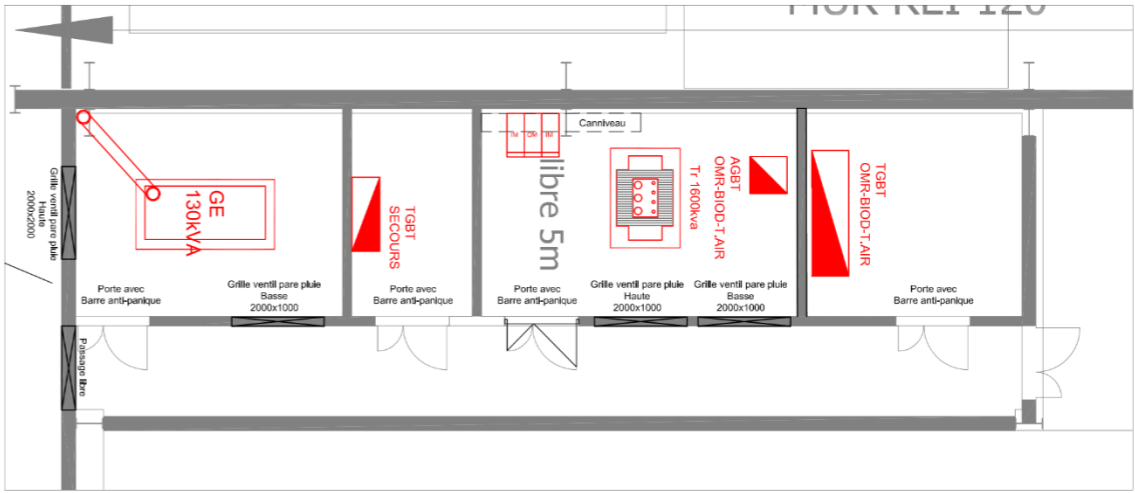 MUR REI 120
Canniveau
IM
DM
IM
libre 5m
Grille ventil pare pluie
Haute
2000x2000
GE
130kVA
TGBT
SECOURS
Tr 1600kva
AGBT
OMR-BIOD-T.AIR
TGBT
OMR-BIOD-T.AIR
Porte avec
Barre anti-panique
Grille ventil pare pluie
Basse
2000x1000
Porte avec
Barre anti-panique
Porte avec
Barre anti-panique
Grille ventil pare pluie
Haute
2000x1000
Grille ventil pare pluie
Basse
2000x1000
Porte avec
Barre anti-panique
Passage libre